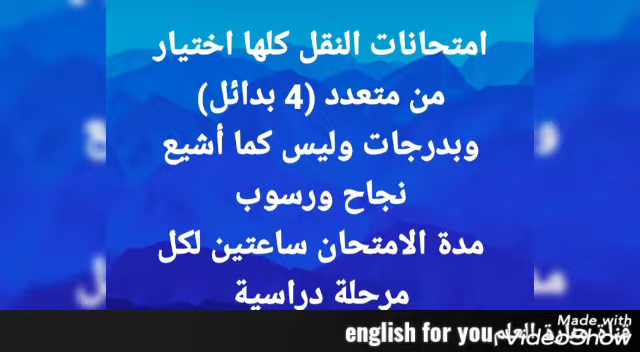 امتحانات النقل كلها اختيار
من متعدد (4 بدائل)
وبدرجات وليس كما أشيع
نجاح ورسوب
مدة الامتحان ساعتين لكل
مرحلة دراسية
Made with
VideoShow
english for you